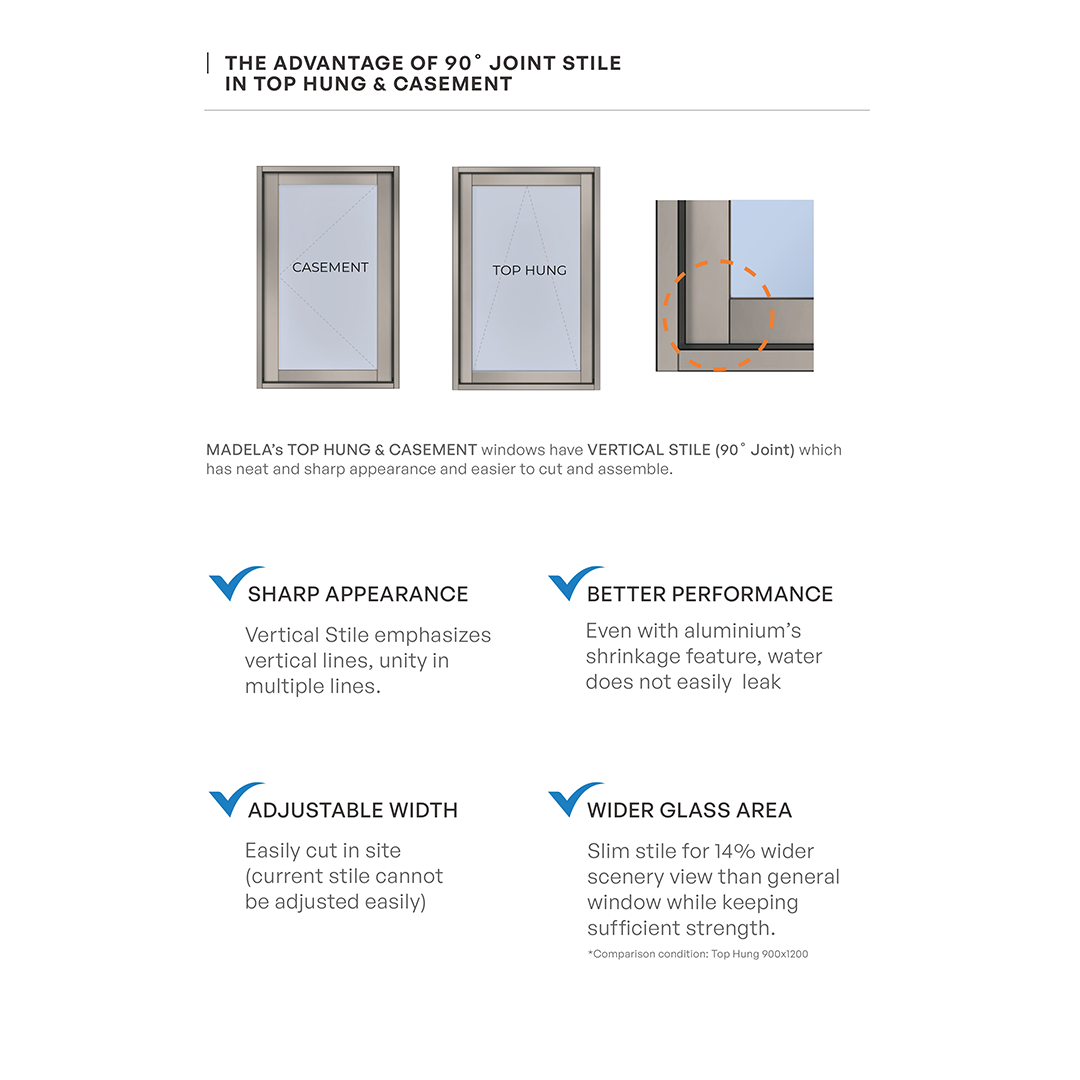 THE ADVANTAGE OF 90˚ JOINT STILE
IN TOP HUNG & CASEMENT
CASEMENT
TOP HUNG
MADELA’s TOP HUNG & CASEMENT windows have VERTICAL STILE (90˚ Joint) which
has neat and sharp appearance and easier to cut and assemble.
SHARP APPEARANCE
Vertical Stile emphasizes
vertical lines, unity in
multiple lines.
BETTER PERFORMANCE
Even with aluminium’s
shrinkage feature, water
does not easily leak
ADJUSTABLE WIDTH
Easily cut in site
(current stile cannot
be adjusted easily)
WIDER GLASS AREA
Slim stile for 14% wider
scenery view than general
window while keeping
sufficient strength.
*Comparison condition: Top Hung 900x1200